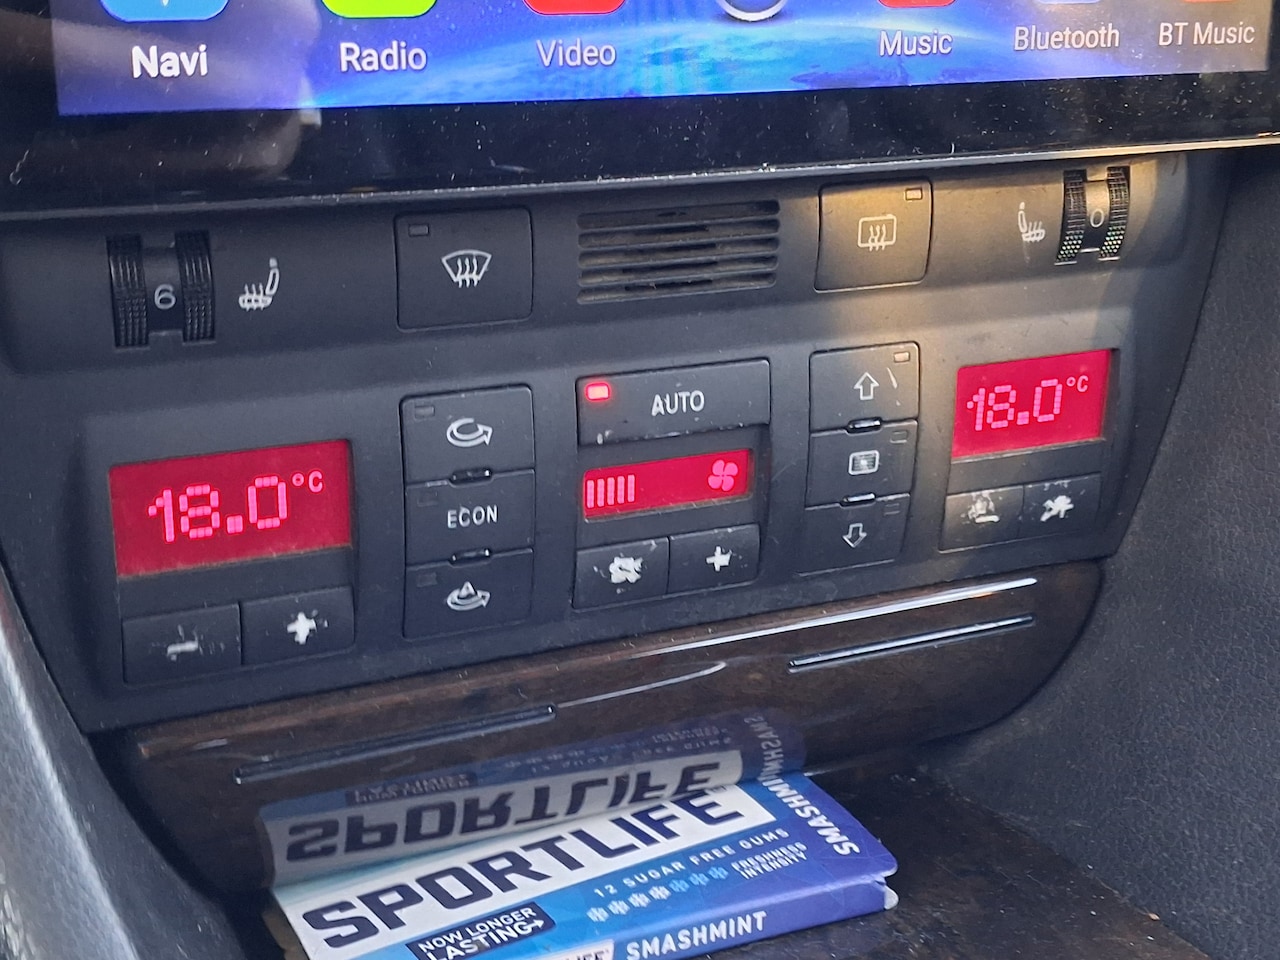 Navi
Radio
Video
Music
Bluetooth
BT Music
6
0
AUTO
18.0°C
18.0°C
ECON
SPORTLIFE
12 SUGAR FREE GUMS
FRESHNESS
INTENSITY
SMASHMINT
NOW LONGER
LASTING
SMASHMINT